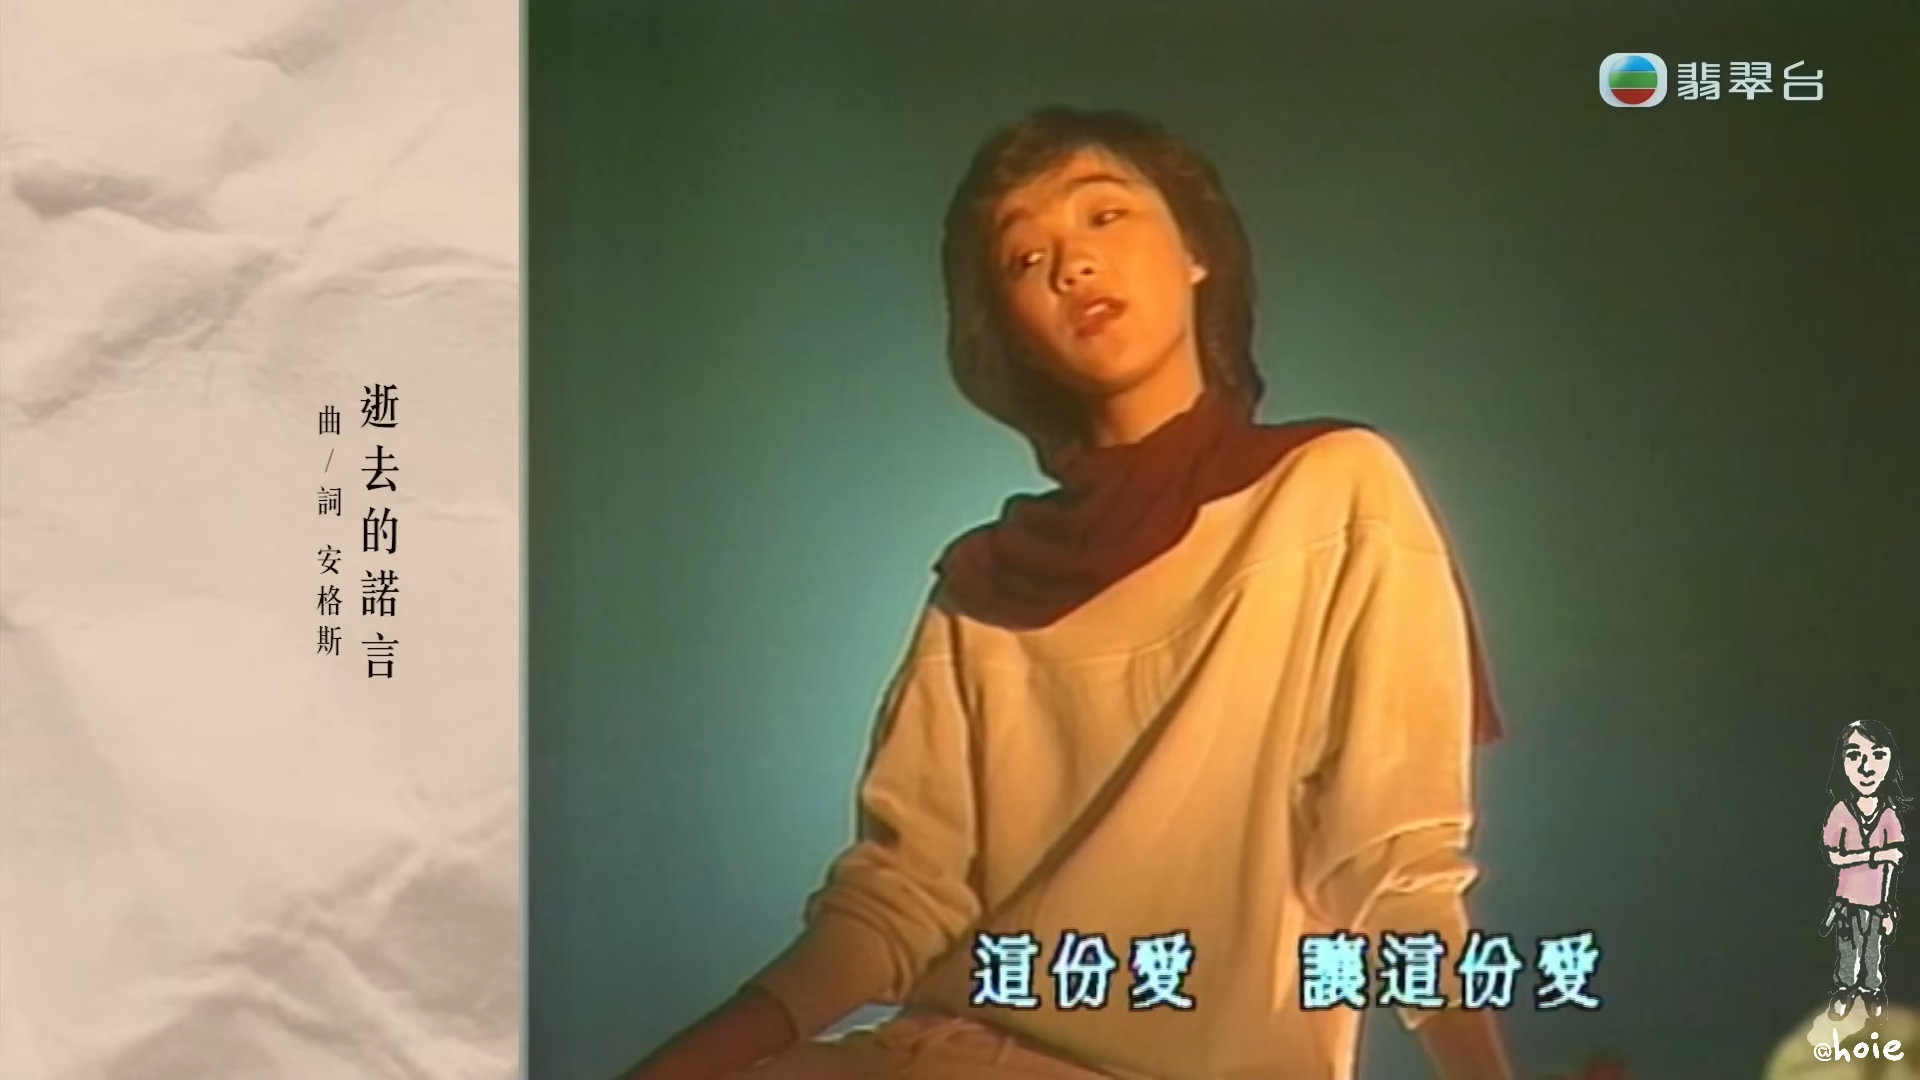 翡翠台
逝去的諾言
曲/詞 安格斯
這份愛 讓這份愛
@hoie